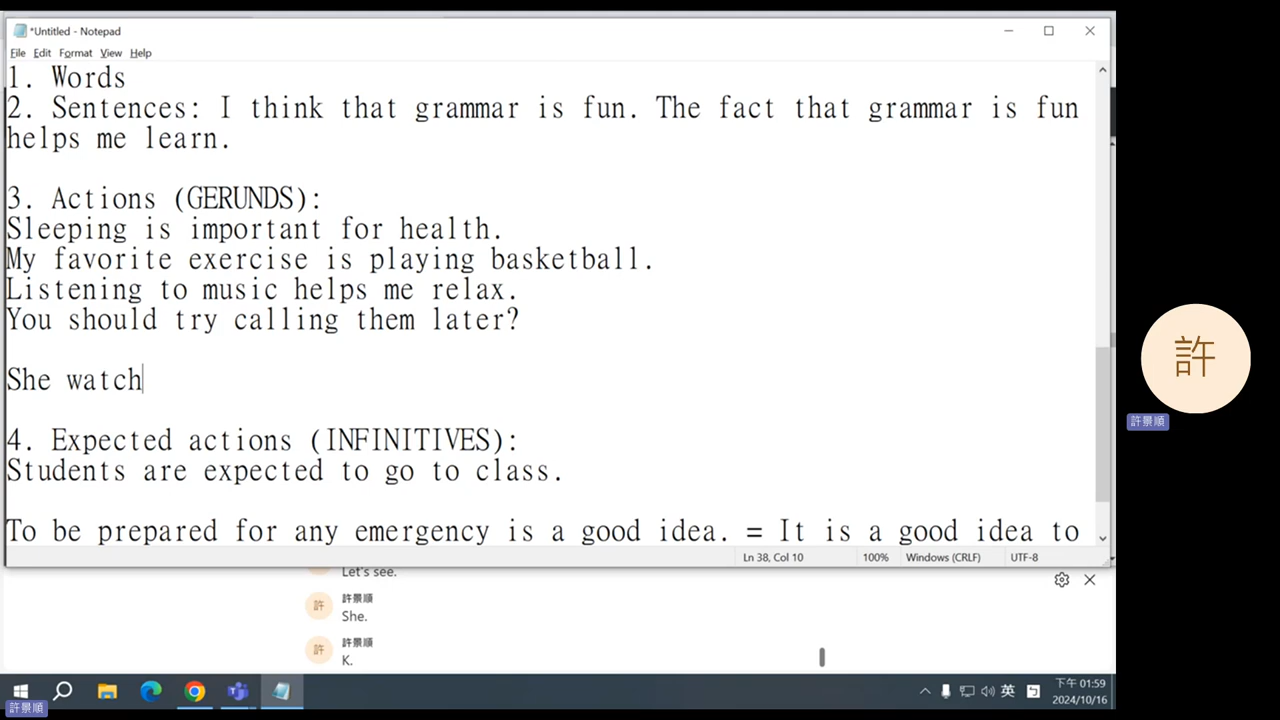 *Untitled - Notepad
File Edit Format View Help
1. Words
2. Sentences: I think that grammar is fun. The fact that grammar is fun
helps me learn.
3. Actions (GERUNDS):
Sleeping is important for health.
My favorite exercise is playing basketball.
Listening to music helps me relax.
You should try calling them later?
She watch
4. Expected actions (INFINITIVES):
Students are expected to go to class.
To be prepared for any emergency is a good idea. = It is a good idea to
Ln 38, Col 10 100% Windows (CRLF) UTF-8
Let's see.
許 許景順
She.
許 許景順
K.
許
許景順
英
下午 01:59
2024/10/16
許景順